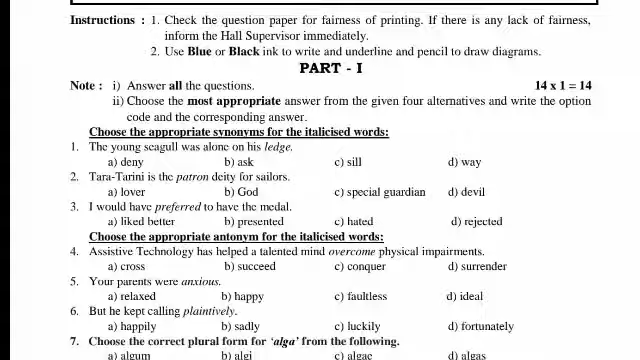 Instructions : 1. Check the question paper for fairness of printing. If there is any lack of fairness,
inform the Hall Supervisor immediately.
2. Use Blue or Black ink to write and underline and pencil to draw diagrams.
PART - I
Note : i) Answer all the questions. 14 x 1 = 14
ii) Choose the most appropriate answer from the given four alternatives and write the option
code and the corresponding answer.
Choose the appropriate synonyms for the italicised words:
1. The young seagull was alone on his ledge.
a) deny b) ask c) sill d) way
2. Tara-Tarini is the patron deity for sailors.
a) lover b) God c) special guardian d) devil
3. I would have preferred to have the medal.
a) liked better b) presented c) hated d) rejected
Choose the appropriate antonym for the italicised words:
4. Assistive Technology has helped a talented mind overcome physical impairments.
a) cross b) succeed c) conquer d) surrender
5. Your parents were anxious.
a) relaxed b) happy c) faultless d) ideal
6. But he kept calling plaintively.
a) happily b) sadly c) luckily d) fortunately
7. Choose the correct plural form for ‘alga’ from the following.
a) algum b) algi c) algae d) algas